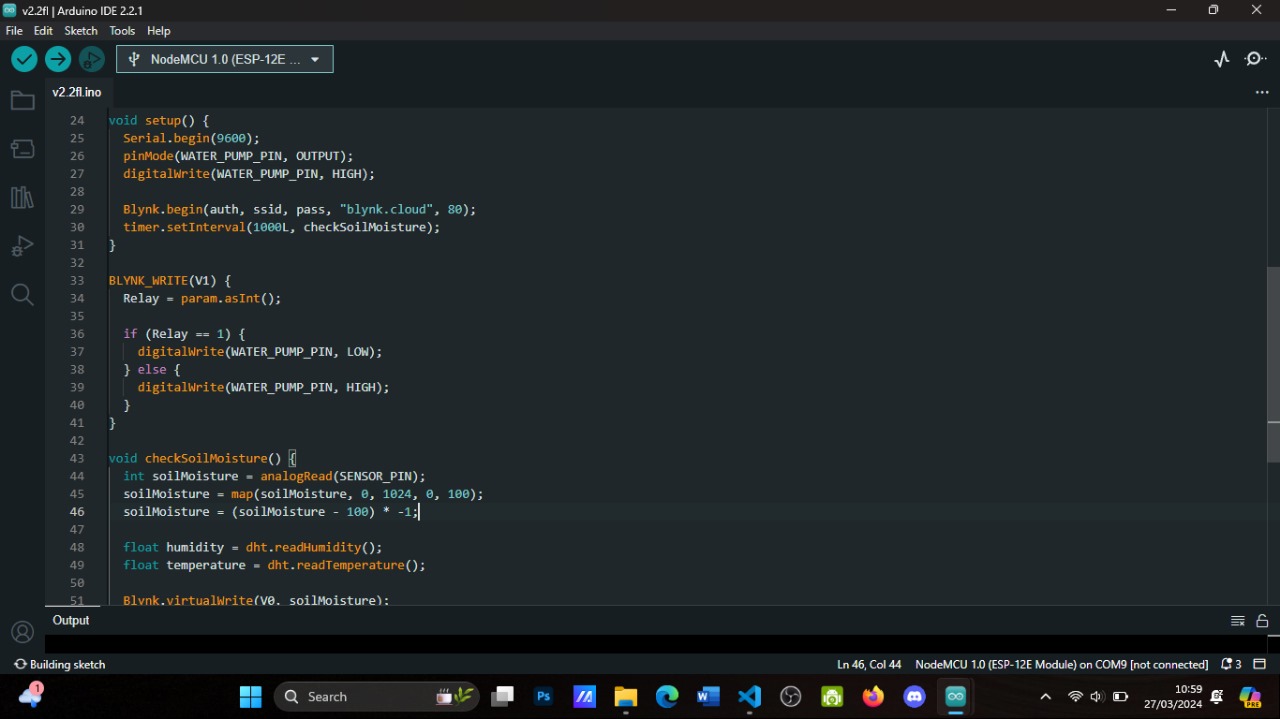 v2.2fl | Arduino IDE 2.2.1
File Edit Sketch Tools Help
NodeMCU 1.0 (ESP-12E ...
v2.2fl.ino
24 void setup() {
25 Serial.begin(9600);
26 pinMode(WATER_PUMP_PIN, OUTPUT);
27 digitalWrite(WATER_PUMP_PIN, HIGH);
28
29 Blynk.begin(auth, ssid, pass, "blynk.cloud", 80);
30 timer.setInterval(1000L, checkSoilMoisture);
31 }
32
33 BLYNK_WRITE(V1) {
34 Relay = param.asInt();
35
36 if (Relay == 1) {
37 digitalWrite(WATER_PUMP_PIN, LOW);
38 } else {
39 digitalWrite(WATER_PUMP_PIN, HIGH);
40 }
41 }
42
43 void checkSoilMoisture() {
44 int soilMoisture = analogRead(SENSOR_PIN);
45 soilMoisture = map(soilMoisture, 0, 1024, 0, 100);
46 soilMoisture = (soilMoisture - 100) * -1;
47
48 float humidity = dht.readHumidity();
49 float temperature = dht.readTemperature();
50
51 Blynk.virtualWrite(V0, soilMoisture);
Output
Building sketch
Ln 46, Col 44 NodeMCU 1.0 (ESP-12E Module) on COM9 [not connected] 3
1
Search
Ps
PRE
10:59
27/03/2024